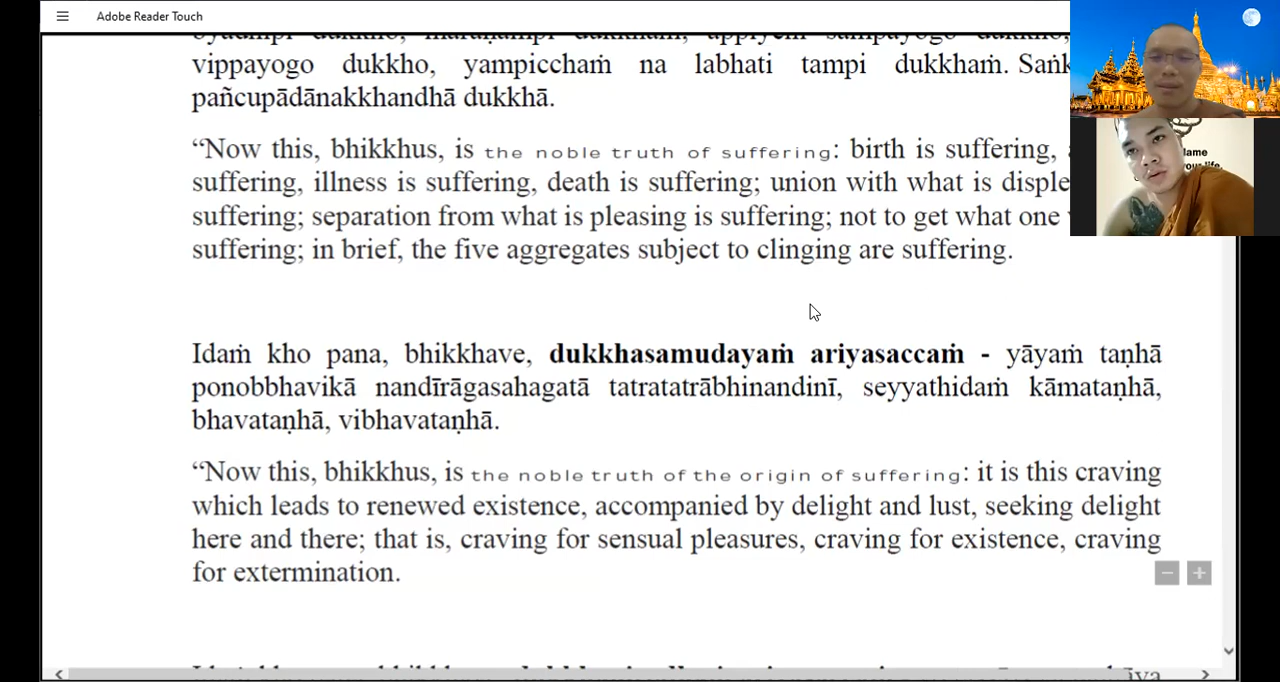 Adobe Reader Touch
vippayogo dukkho, yampicchaṁ na labhati tampi dukkhaṁ.
pañcupādānakkhandhā dukkhā.
“Now this, bhikkhus, is the noble truth of suffering: birth is suffering,
suffering, illness is suffering, death is suffering; union with what is
suffering; separation from what is pleasing is suffering; not to get what one
suffering; in brief, the five aggregates subject to clinging are suffering.
Idaṁ kho pana, bhikkhave, dukkhasamudayaṁ ariyasaccaṁ - yāyaṁ taṇhā
ponobbhavikā nandīrāgasahagatā tatratatrābhinandinī, seyyathidaṁ kāmataṇhā,
bhavataṇhā, vibhavataṇhā.
“Now this, bhikkhus, is the noble truth of the origin of suffering: it is this craving
which leads to renewed existence, accompanied by delight and lust, seeking delight
here and there; that is, craving for sensual pleasures, craving for existence, craving
for extermination.